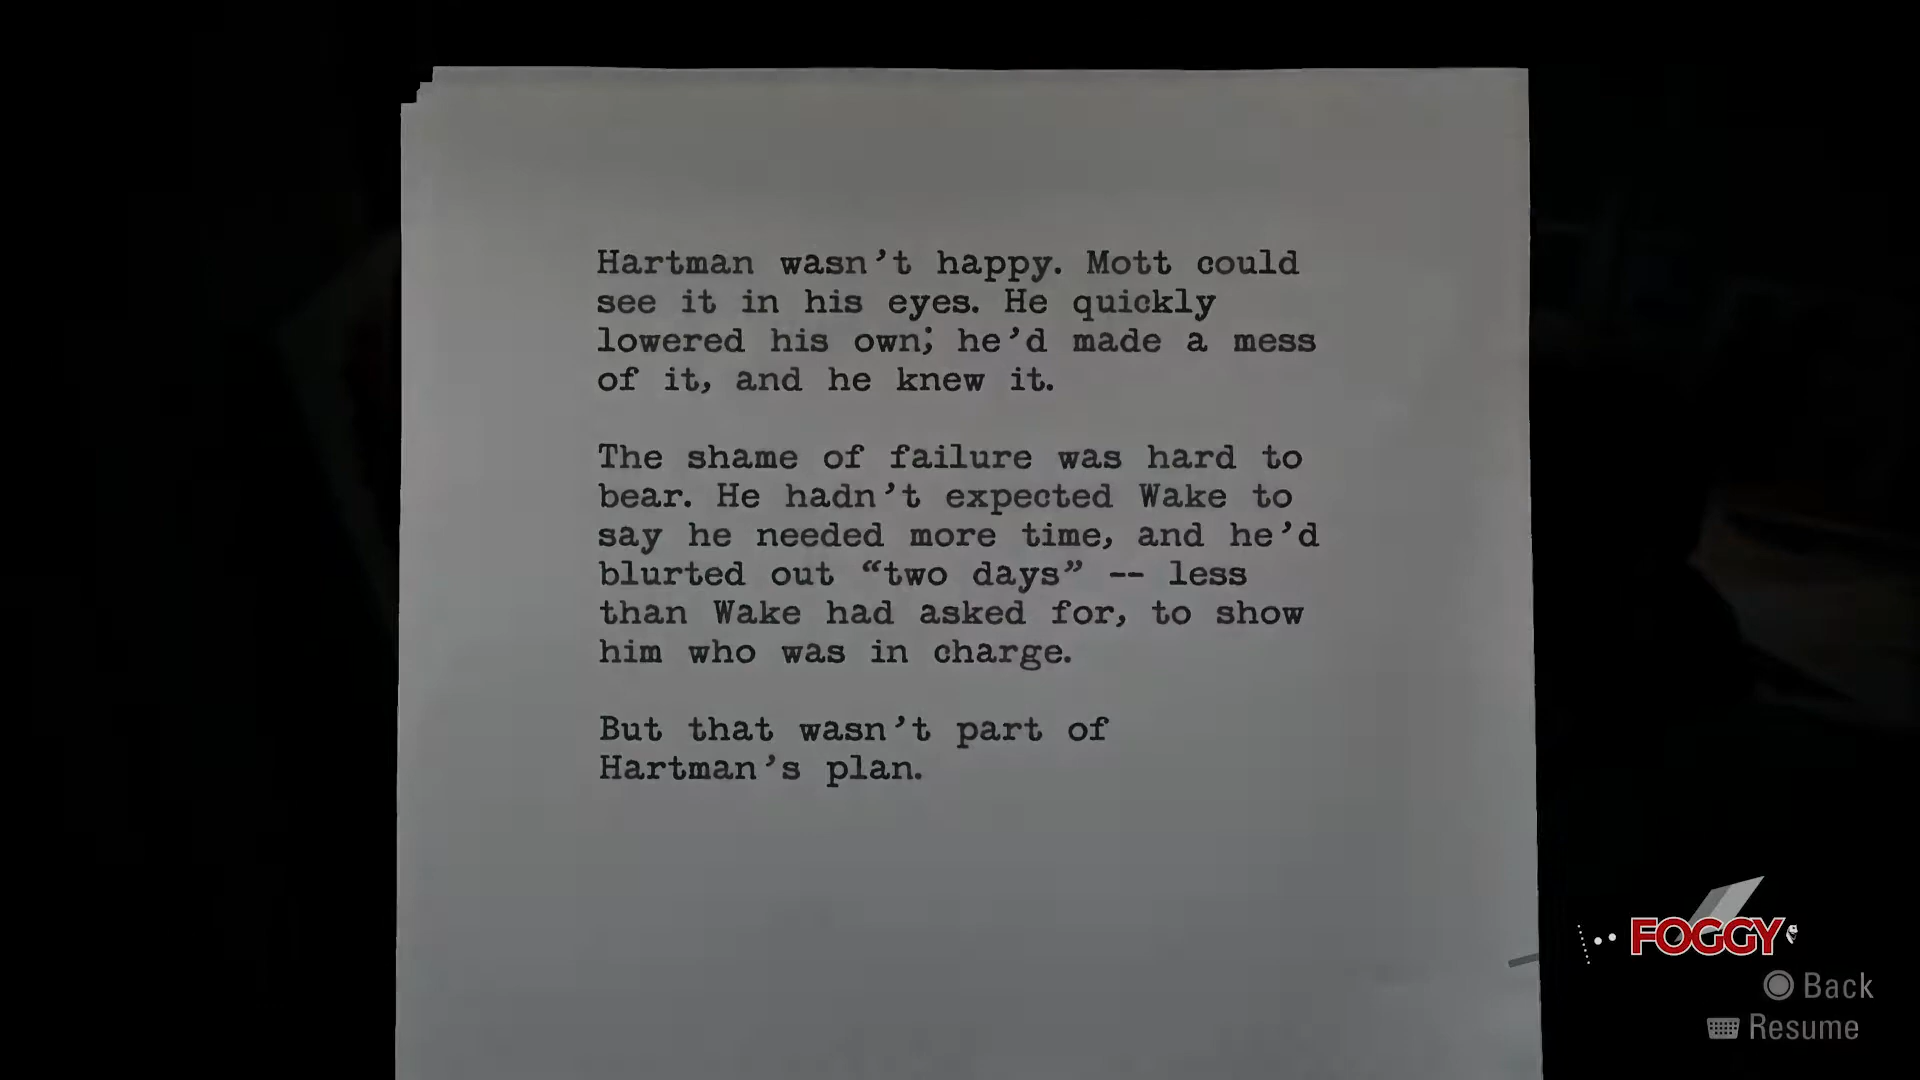 Hartman wasn’t happy. Mott could
see it in his eyes. He quickly
lowered his own; he’d made a mess
of it, and he knew it.
The shame of failure was hard to
bear. He hadn’t expected Wake to
say he needed more time, and he’d
blurted out “two days” -- less
than Wake had asked for, to show
him who was in charge.
But that wasn’t part of
Hartman’s plan.
FOGGY
Back
Resume